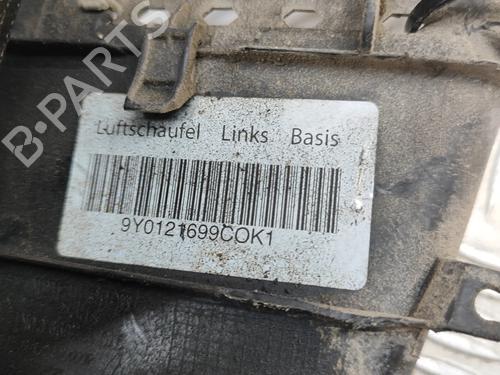 B-PARTS
Luftschaufel Links Basis
9Y0121699COK1